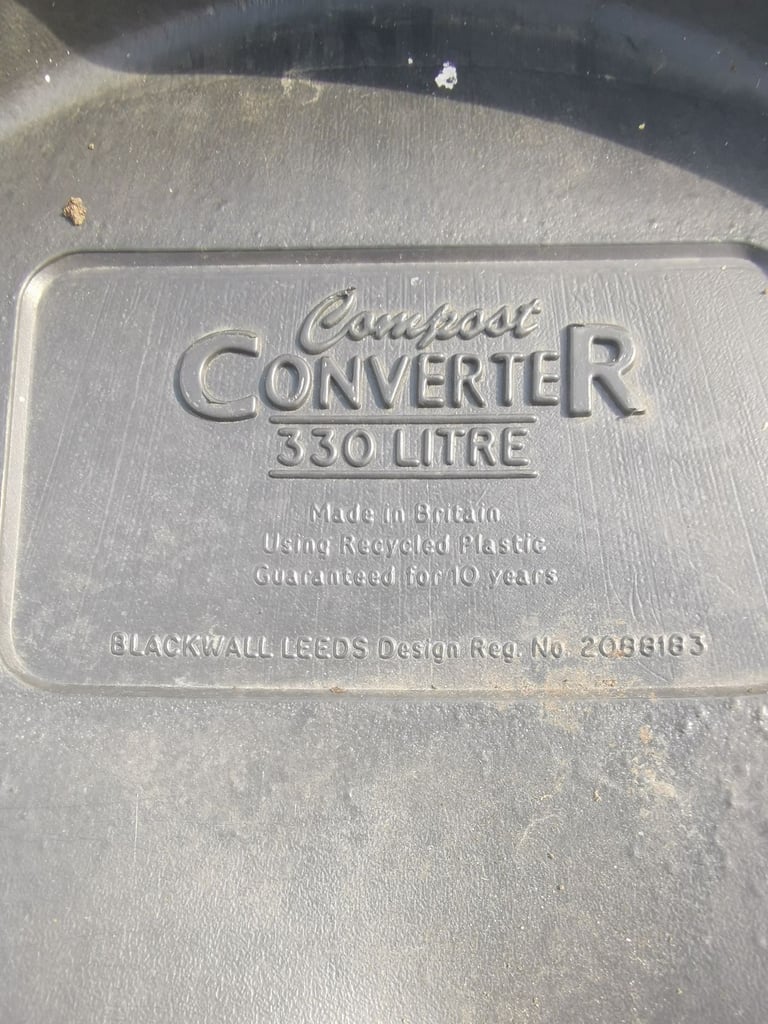 Compost
CONVERTER
330 LITRE
Made in Britain
Using Recycled Plastic
Guaranteed for 10 years
BLACKWALL LEEDS Design Reg. No. 2088183